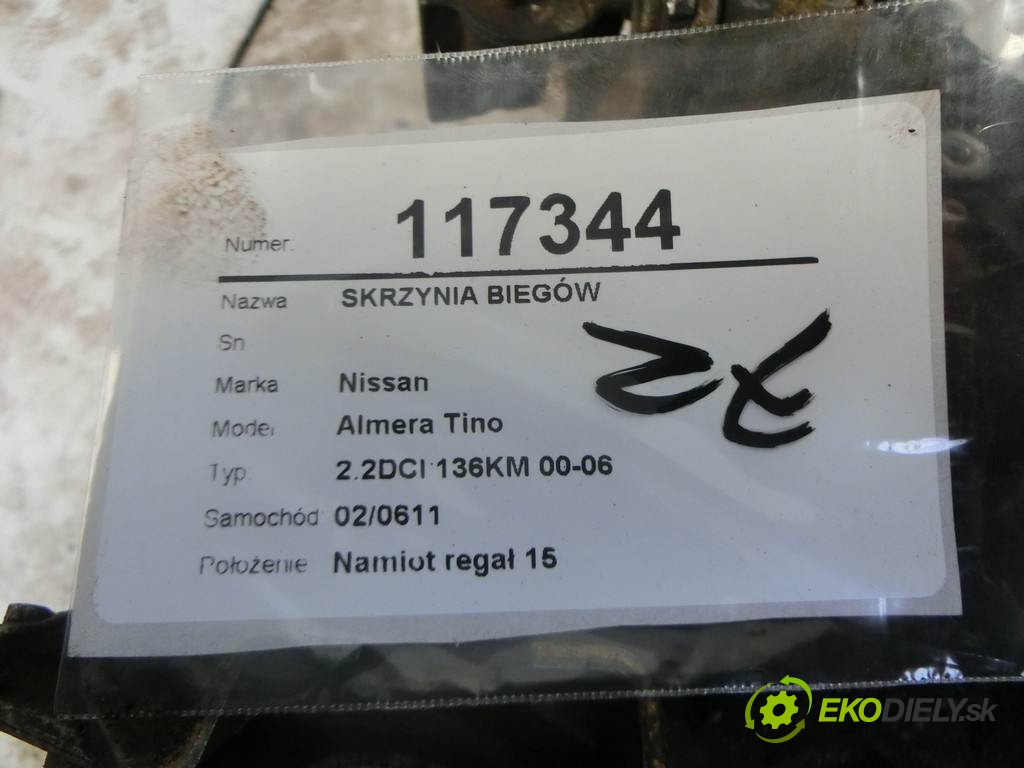 Numer. 117344
Nazwa SKRZYNIA BIEGÓW
Sn
Marka Nissan
Model Almera Tino
Typ 2.2DCI 136KM 00-06
Samochód 02/0611
Położenie Namiot regał 15
EKODIELY.sk